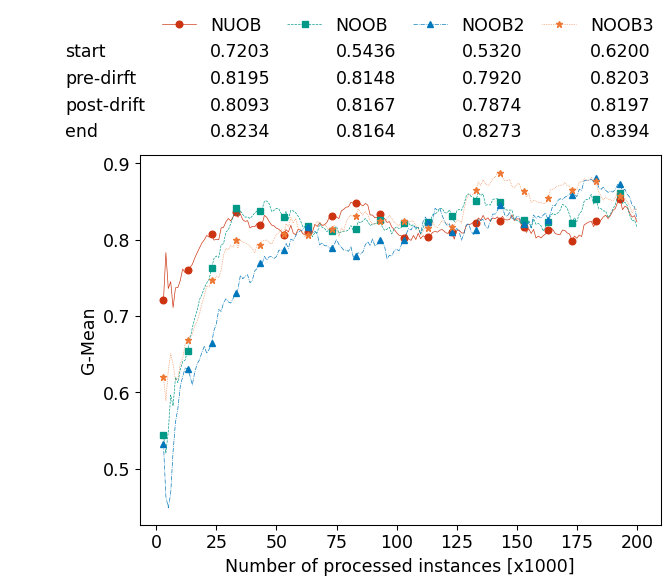 NUOB NOOB NOOB2 NOOB3
start 0.7203 0.5436 0.5320 0.6200
pre-dirft 0.8195 0.8148 0.7920 0.8203
post-drift 0.8093 0.8167 0.7874 0.8197
end 0.8234 0.8164 0.8273 0.8394
G-Mean
0.9
0.8
0.7
0.6
0.5
0 25 50 75 100 125 150 175 200
Number of processed instances [x1000]